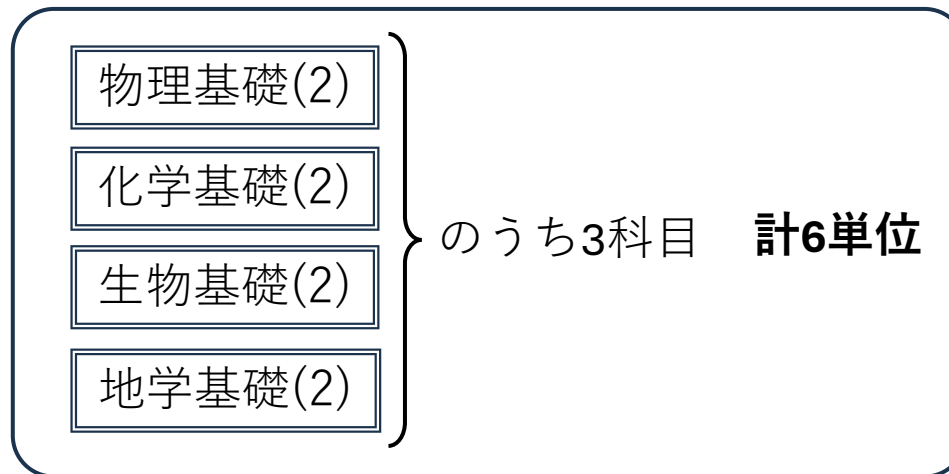 物理基礎(2)
化学基礎(2)
生物基礎(2)
地学基礎(2)
のうち3科目　計6単位